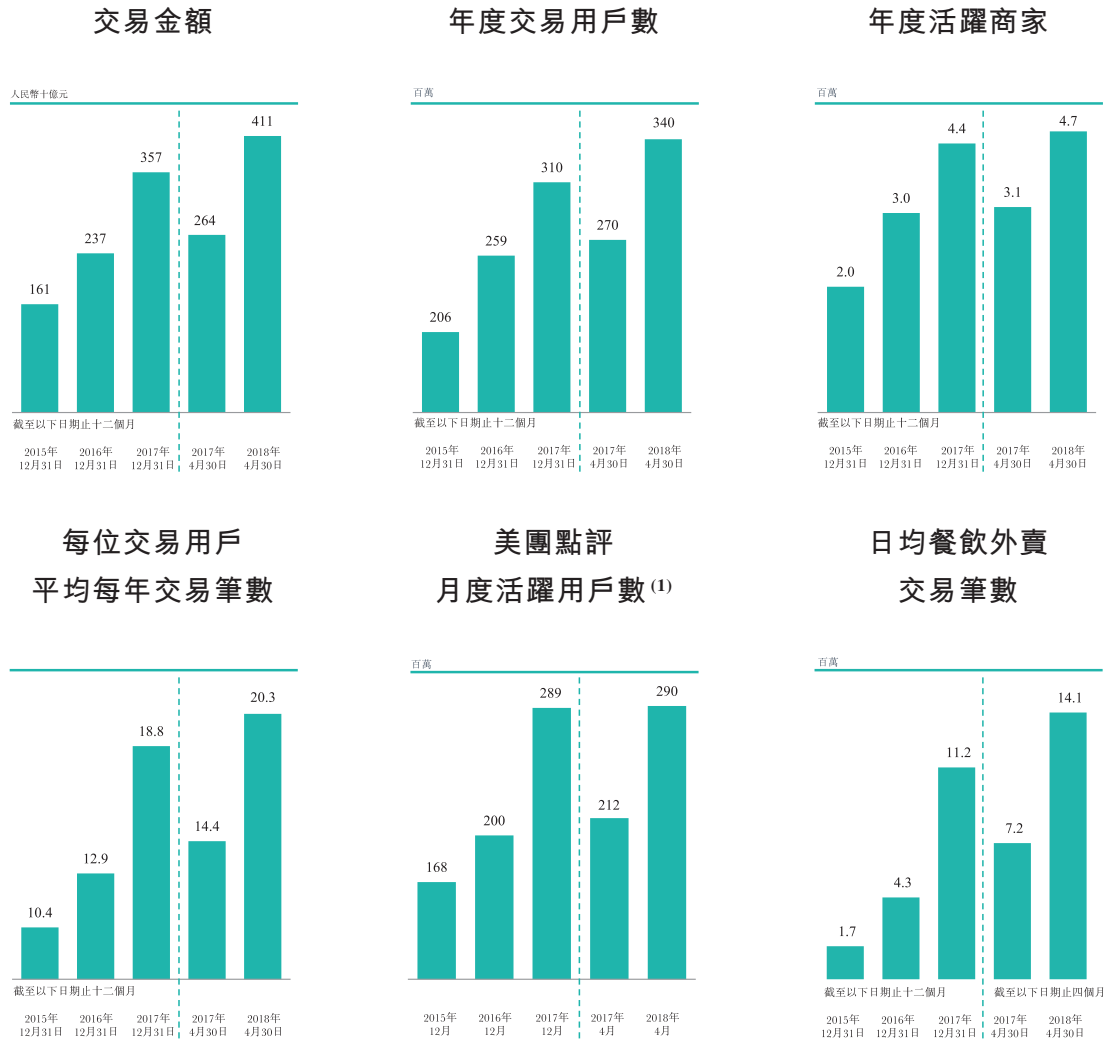 交易金額
人民幣十億元
161
237
357
264
411
截至以下日期止十二個月
2015年 2016年 2017年 2017年 2018年
12月31日 12月31日 12月31日 4月30日 4月30日
年度交易用戶數
百萬
206
259
310
270
340
截至以下日期止十二個月
2015年 2016年 2017年 2017年 2018年
12月31日 12月31日 12月31日 4月30日 4月30日
年度活躍商家
百萬
2.0
3.0
4.4
3.1
4.7
截至以下日期止十二個月
2015年 2016年 2017年 2017年 2018年
12月31日 12月31日 12月31日 4月30日 4月30日
每位交易用戶
平均每年交易筆數
10.4
12.9
18.8
14.4
20.3
截至以下日期止十二個月
2015年 2016年 2017年 2017年 2018年
12月31日 12月31日 12月31日 4月30日 4月30日
美團點評
月度活躍用戶數(1)
百萬
168
200
289
212
290
2015年 2016年 2017年 2017年 2018年
12月 12月 12月 4月 4月
日均餐飲外賣
交易筆數
百萬
1.7
4.3
11.2
7.2
14.1
截至以下日期止十二個月 截至以下日期止四個月
2015年 2016年 2017年 2017年 2018年
12月31日 12月31日 12月31日 4月30日 4月30日